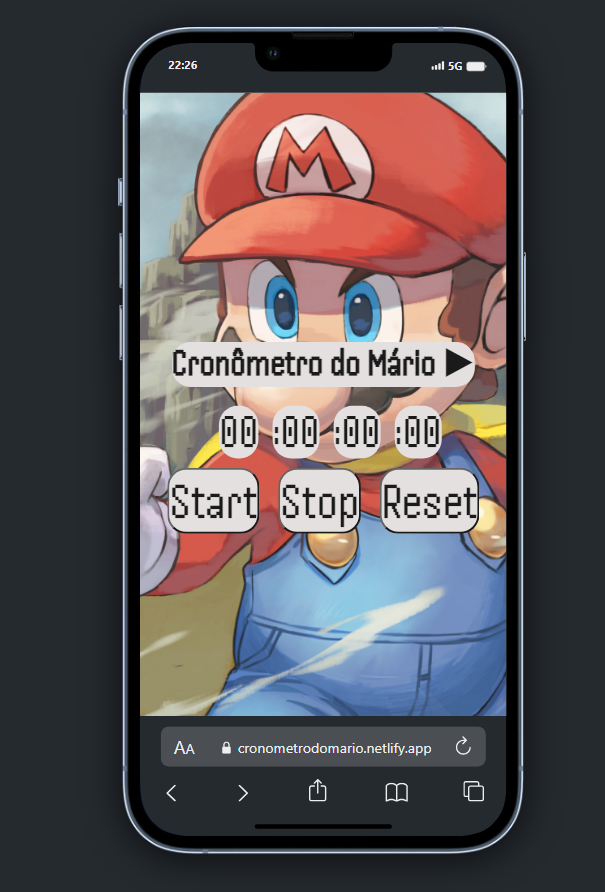 22:26 5G
M
Cronômetro do Mário ▶
00 :00 :00 :00
Start Stop Reset
AA cronometrodomario.netlify.app